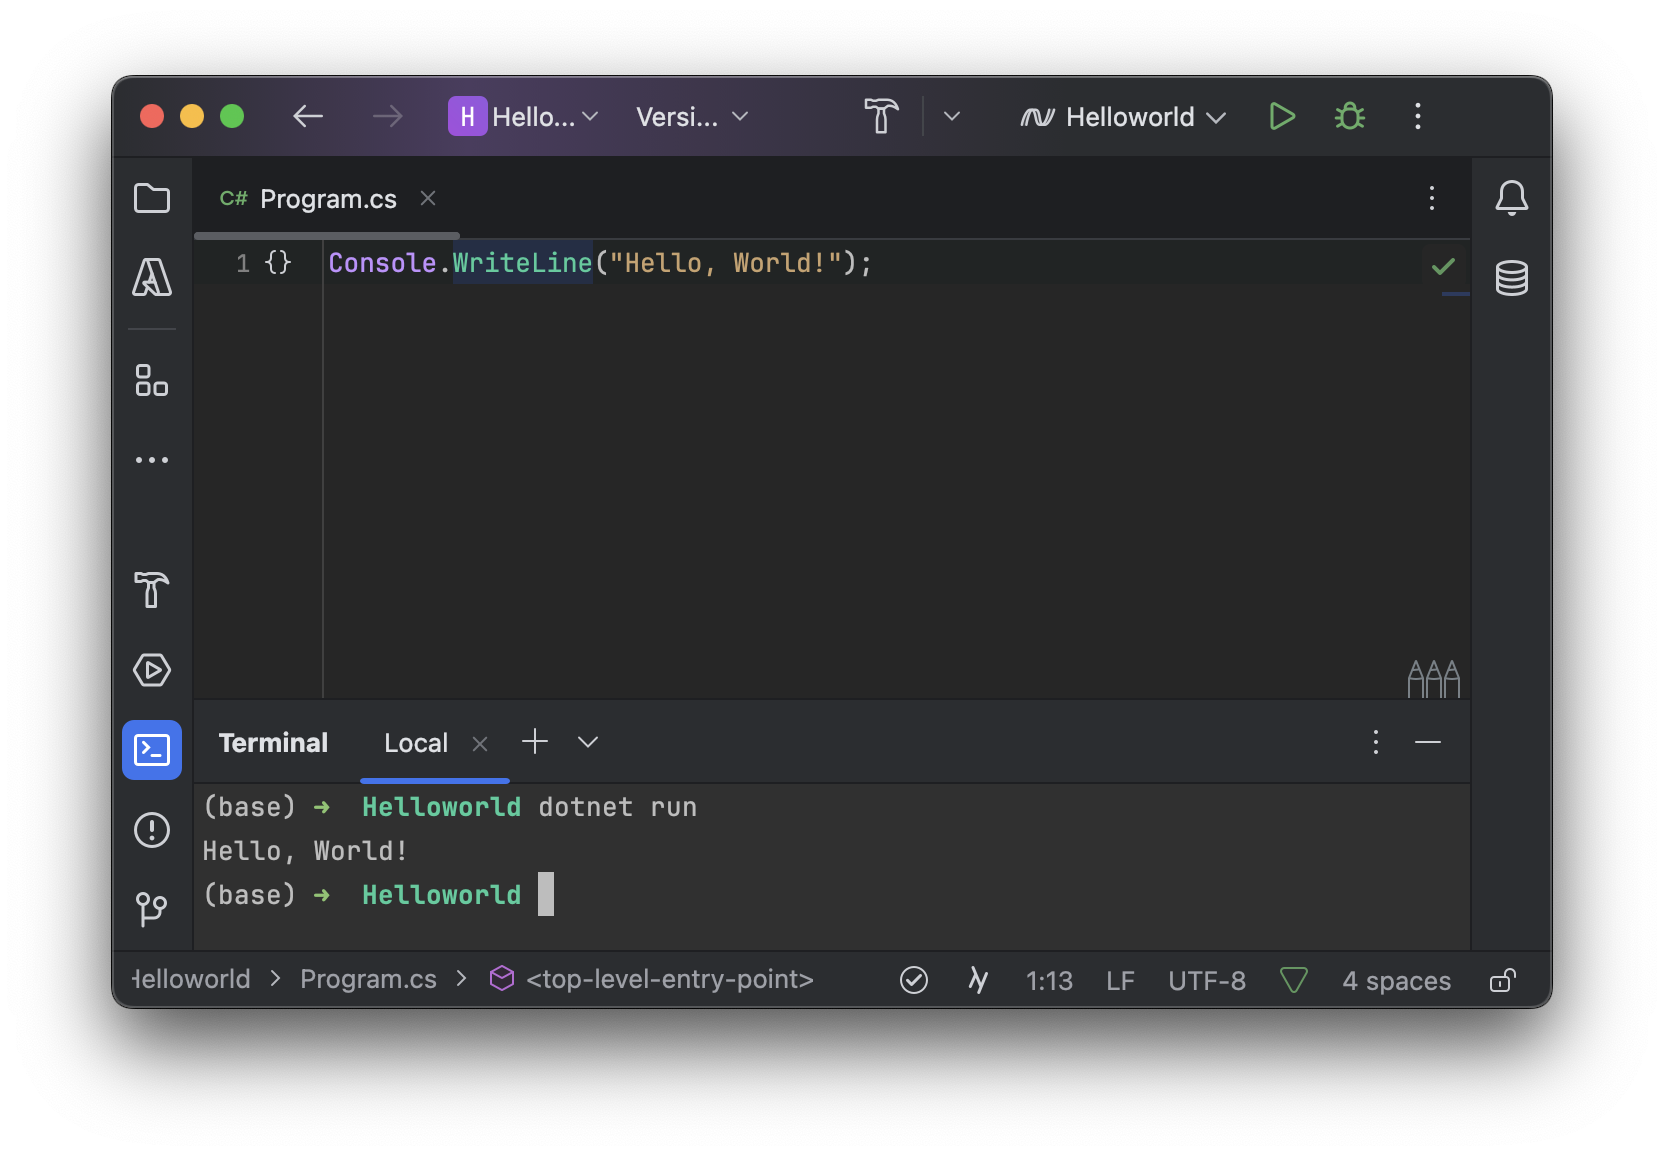 H Hello... Versi... Helloworld
C# Program.cs
1 {} Console.WriteLine("Hello, World!");
Terminal Local
(base) ➜ Helloworld dotnet run
Hello, World!
(base) ➜ Helloworld
Helloworld > Program.cs > <top-level-entry-point> 1:13 LF UTF-8 4 spaces